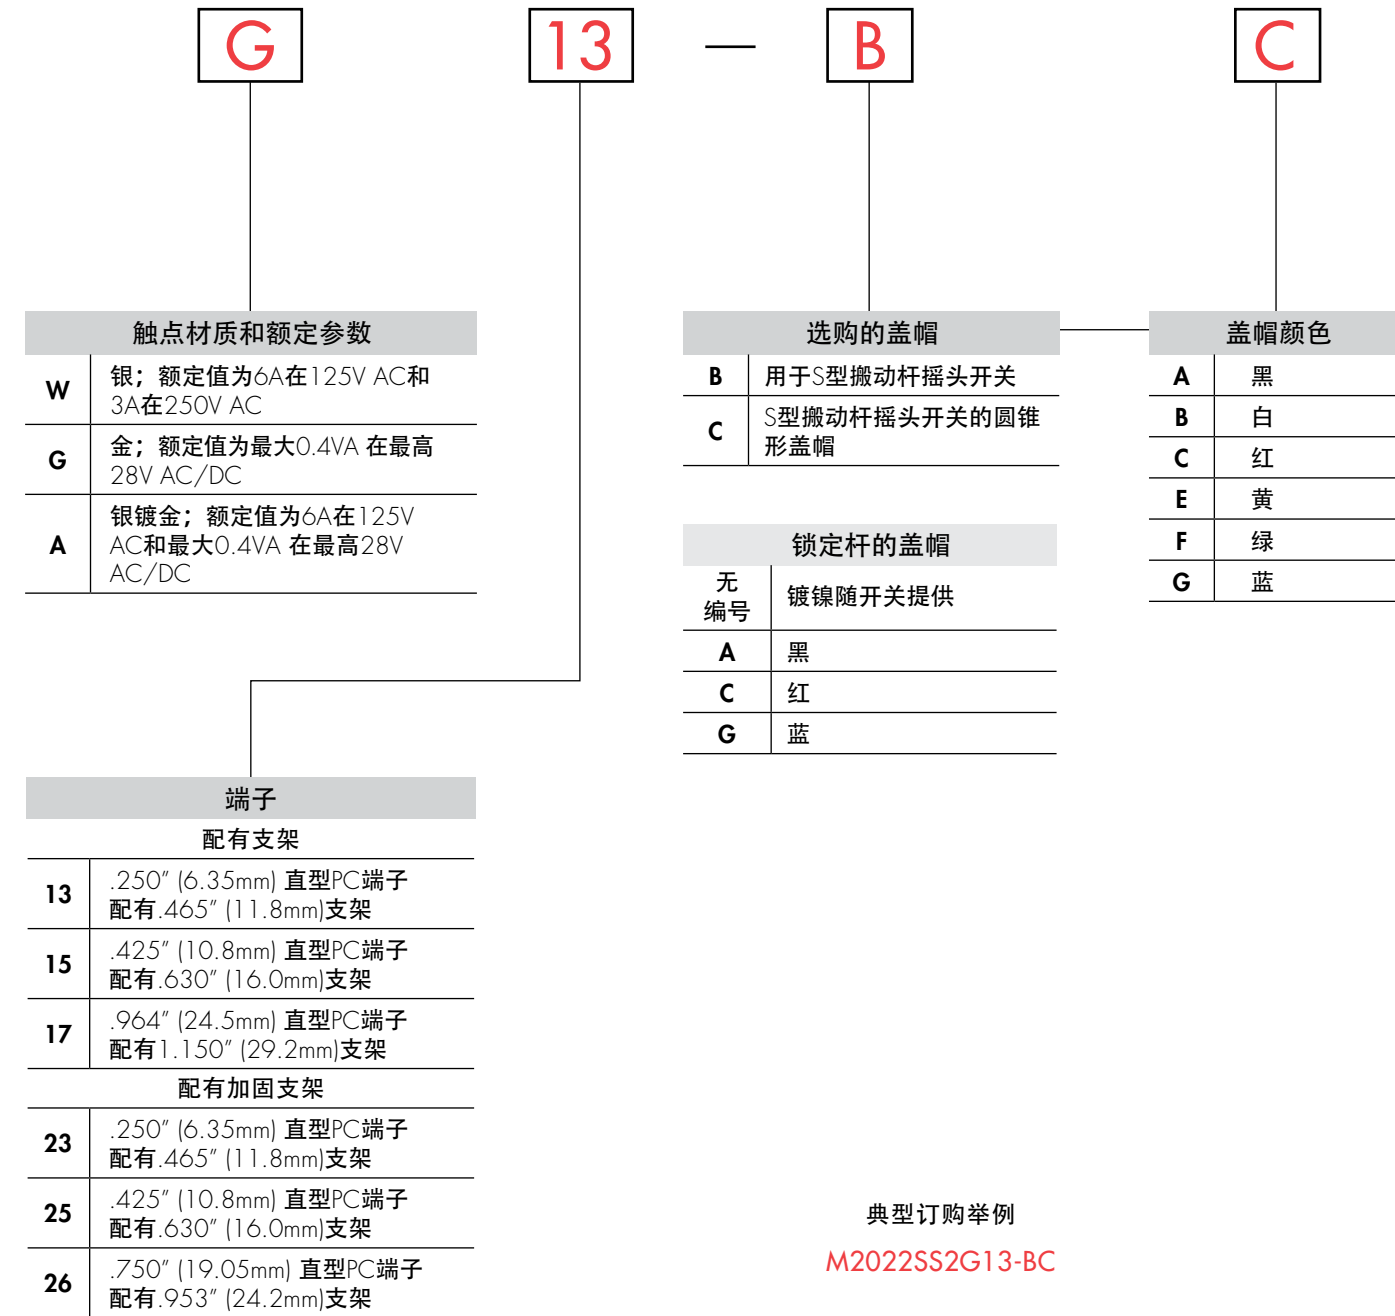 G 13 — B C
触点材质和额定参数
W 银；额定值为6A在125V AC和
3A在250V AC
G 金；额定值为最大0.4VA 在最高
28V AC/DC
A 银镀金；额定值为6A在125V
AC和最大0.4VA 在最高28V
AC/DC
选购的盖帽
B 用于S型搬动杆摇头开关
C S型搬动杆摇头开关的圆锥
形盖帽
盖帽颜色
A 黑
B 白
C 红
E 黄
F 绿
G 蓝
锁定杆的盖帽
无
编号 镀镍随开关提供
A 黑
C 红
G 蓝
端子
配有支架
13 .250" (6.35mm) 直型PC端子
配有.465" (11.8mm)支架
15 .425" (10.8mm) 直型PC端子
配有.630" (16.0mm)支架
17 .964" (24.5mm) 直型PC端子
配有1.150" (29.2mm)支架
配有加固支架
23 .250" (6.35mm) 直型PC端子
配有.465" (11.8mm)支架
25 .425" (10.8mm) 直型PC端子
配有.630" (16.0mm)支架
26 .750" (19.05mm) 直型PC端子
配有.953" (24.2mm)支架
典型订购举例
M2022SS2G13-BC